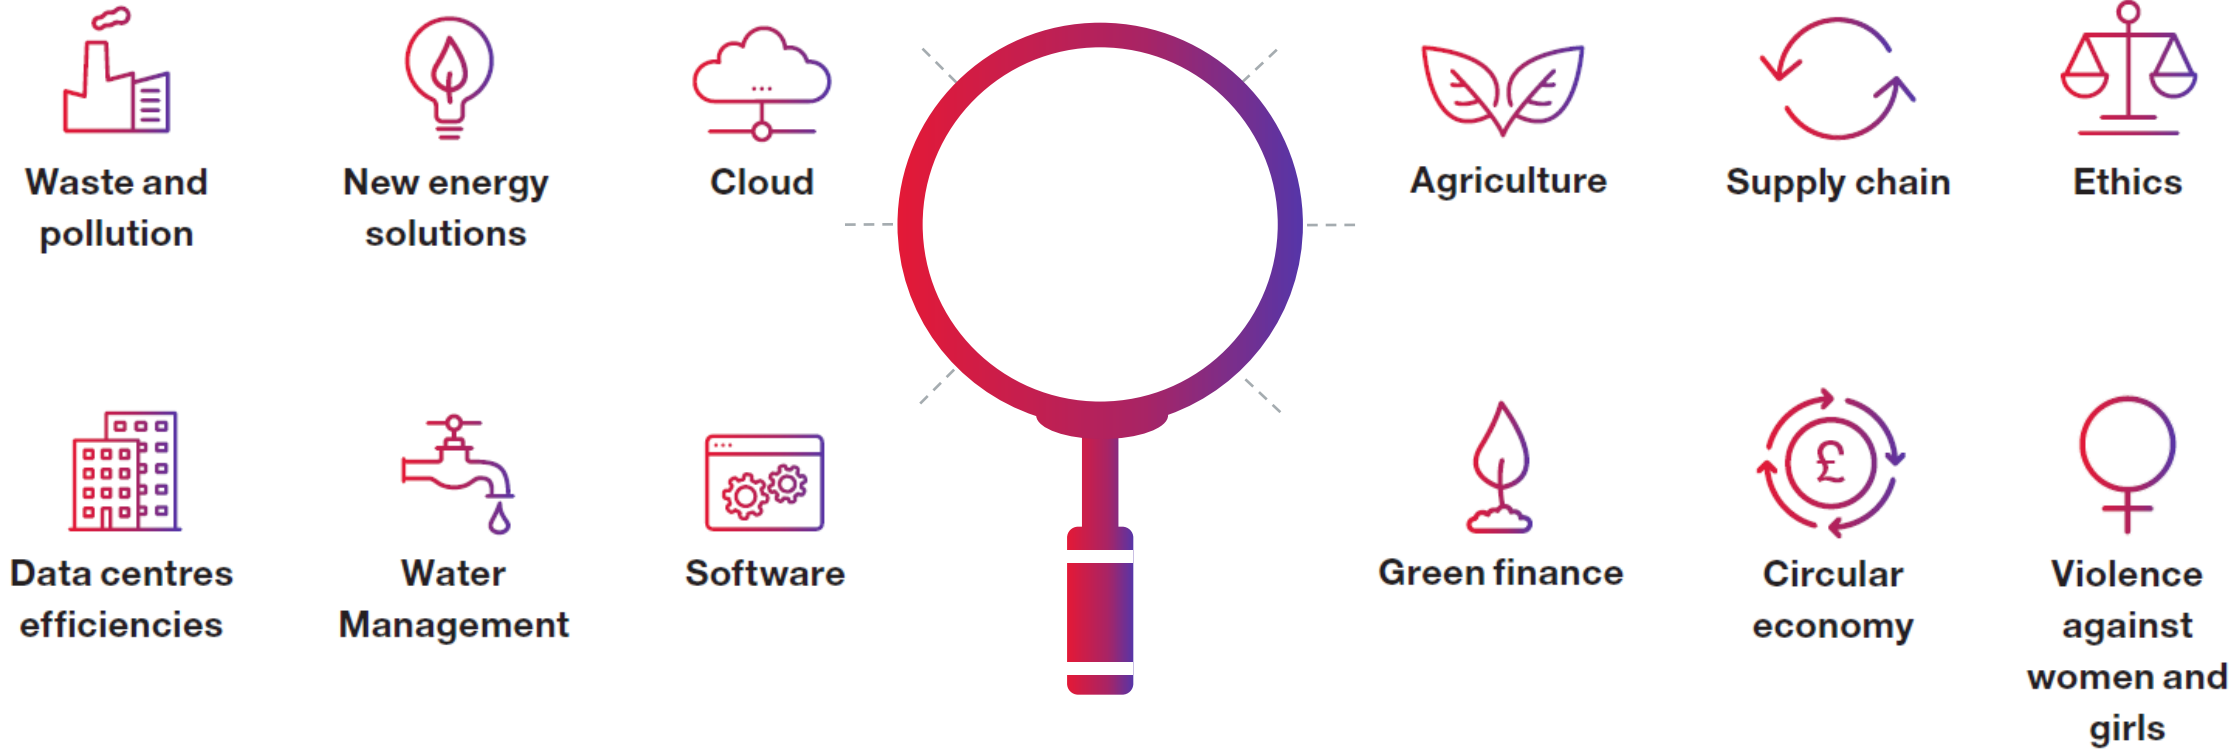 Waste and
pollution
New energy
solutions
Cloud
Agriculture
Supply chain
Ethics
Data centres
efficiencies
Water
Management
Software
Green finance
£
Circular
economy
Violence
against
women and
girls